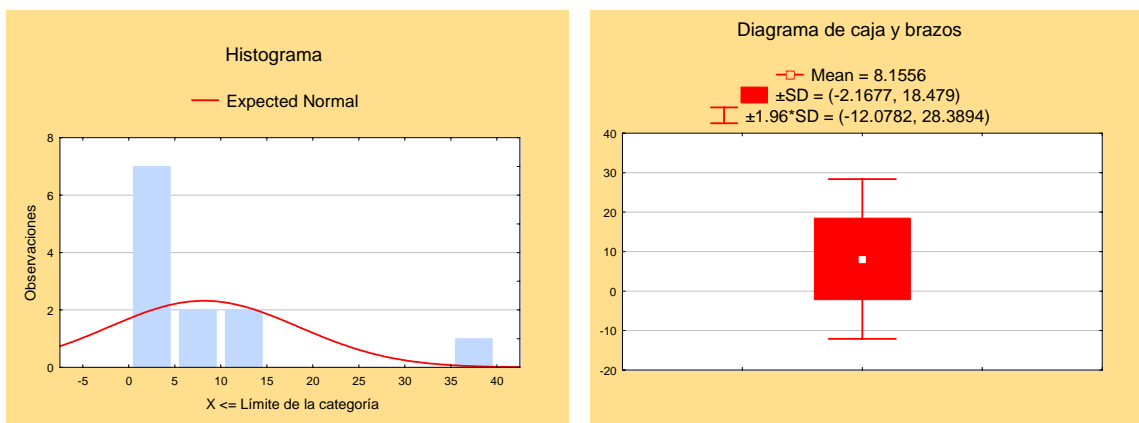 Histograma
Expected Normal
8
6
4
2
0
Observaciones
-5 0 5 10 15 20 25 30 35 40
X <= Límite de la categoría
Diagrama de caja y brazos
Mean = 8.1556
±SD = (-2.1677, 18.479)
±1.96*SD = (-12.0782, 28.3894)
40
30
20
10
0
-10
-20